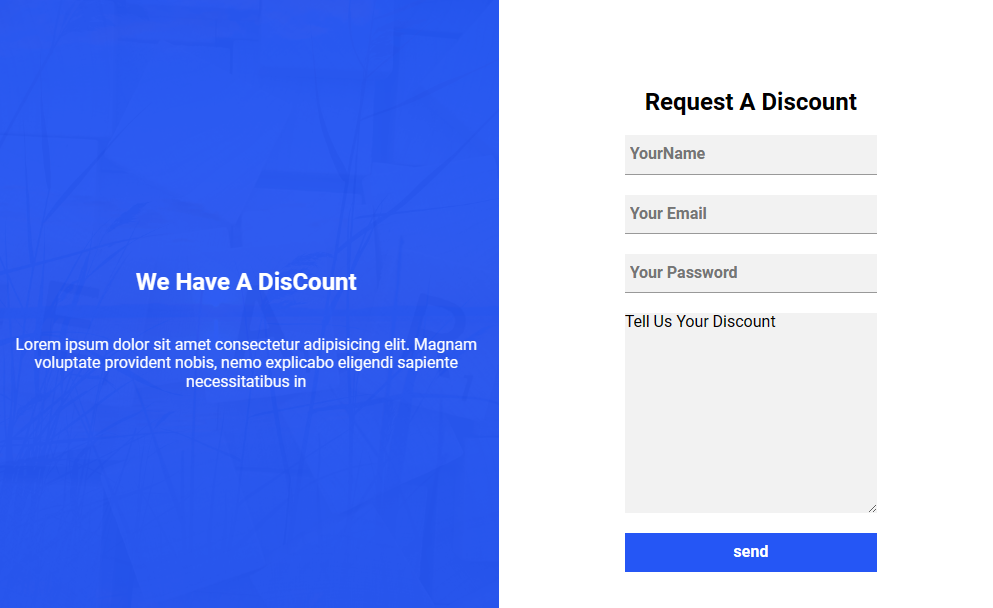 We Have A DisCount
Lorem ipsum dolor sit amet consectetur adipisicing elit. Magnam
voluptate provident nobis, nemo explicabo eligendi sapiente
necessitatibus in
Request A Discount
YourName
Your Email
Your Password
Tell Us Your Discount
send